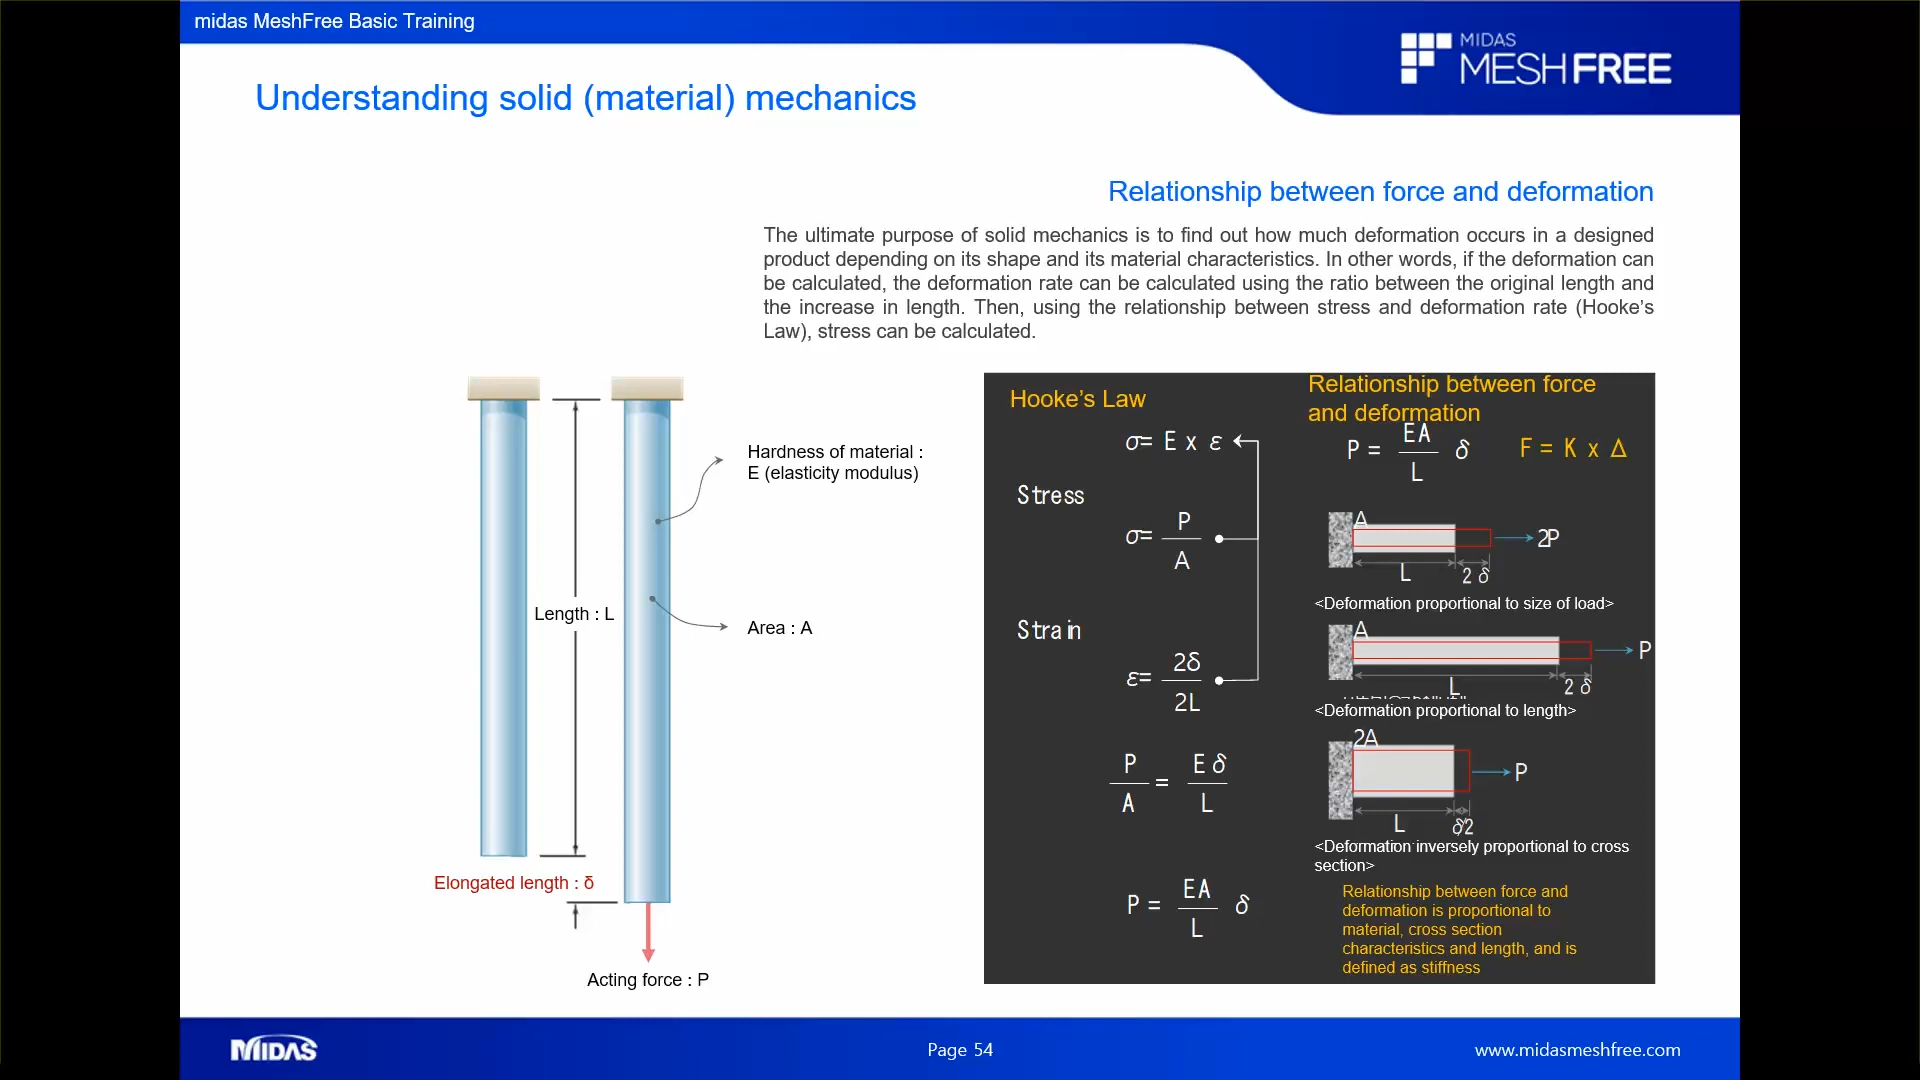 midas MeshFree Basic Training
MIDAS
MESHFREE
Understanding solid (material) mechanics
Relationship between force and deformation
The ultimate purpose of solid mechanics is to find out how much deformation occurs in a designed
product depending on its shape and its material characteristics. In other words, if the deformation can
be calculated, the deformation rate can be calculated using the ratio between the original length and
the increase in length. Then, using the relationship between stress and deformation rate (Hooke’s
Law), stress can be calculated.
Hardness of material :
E (elasticity modulus)
Length : L
Area : A
Elongated length : δ
Acting force : P
Hooke’s Law
σ= E x ε
Stress
σ=
P
A
Strain
ε=
2δ
2L
P
A
=
E δ
L
P =
EA
L
δ
Relationship between force
and deformation
P =
EA
L
δ
F = K x Δ
A
2P
L
2 δ
<Deformation proportional to size of load>
A
P
L
2 δ
<Deformation proportional to length>
2A
P
L
δ/2
<Deformation inversely proportional to cross
section>
Relationship between force and
deformation is proportional to
material, cross section
characteristics and length, and is
defined as stiffness
MIDAS
Page 54
www.midasmeshfree.com